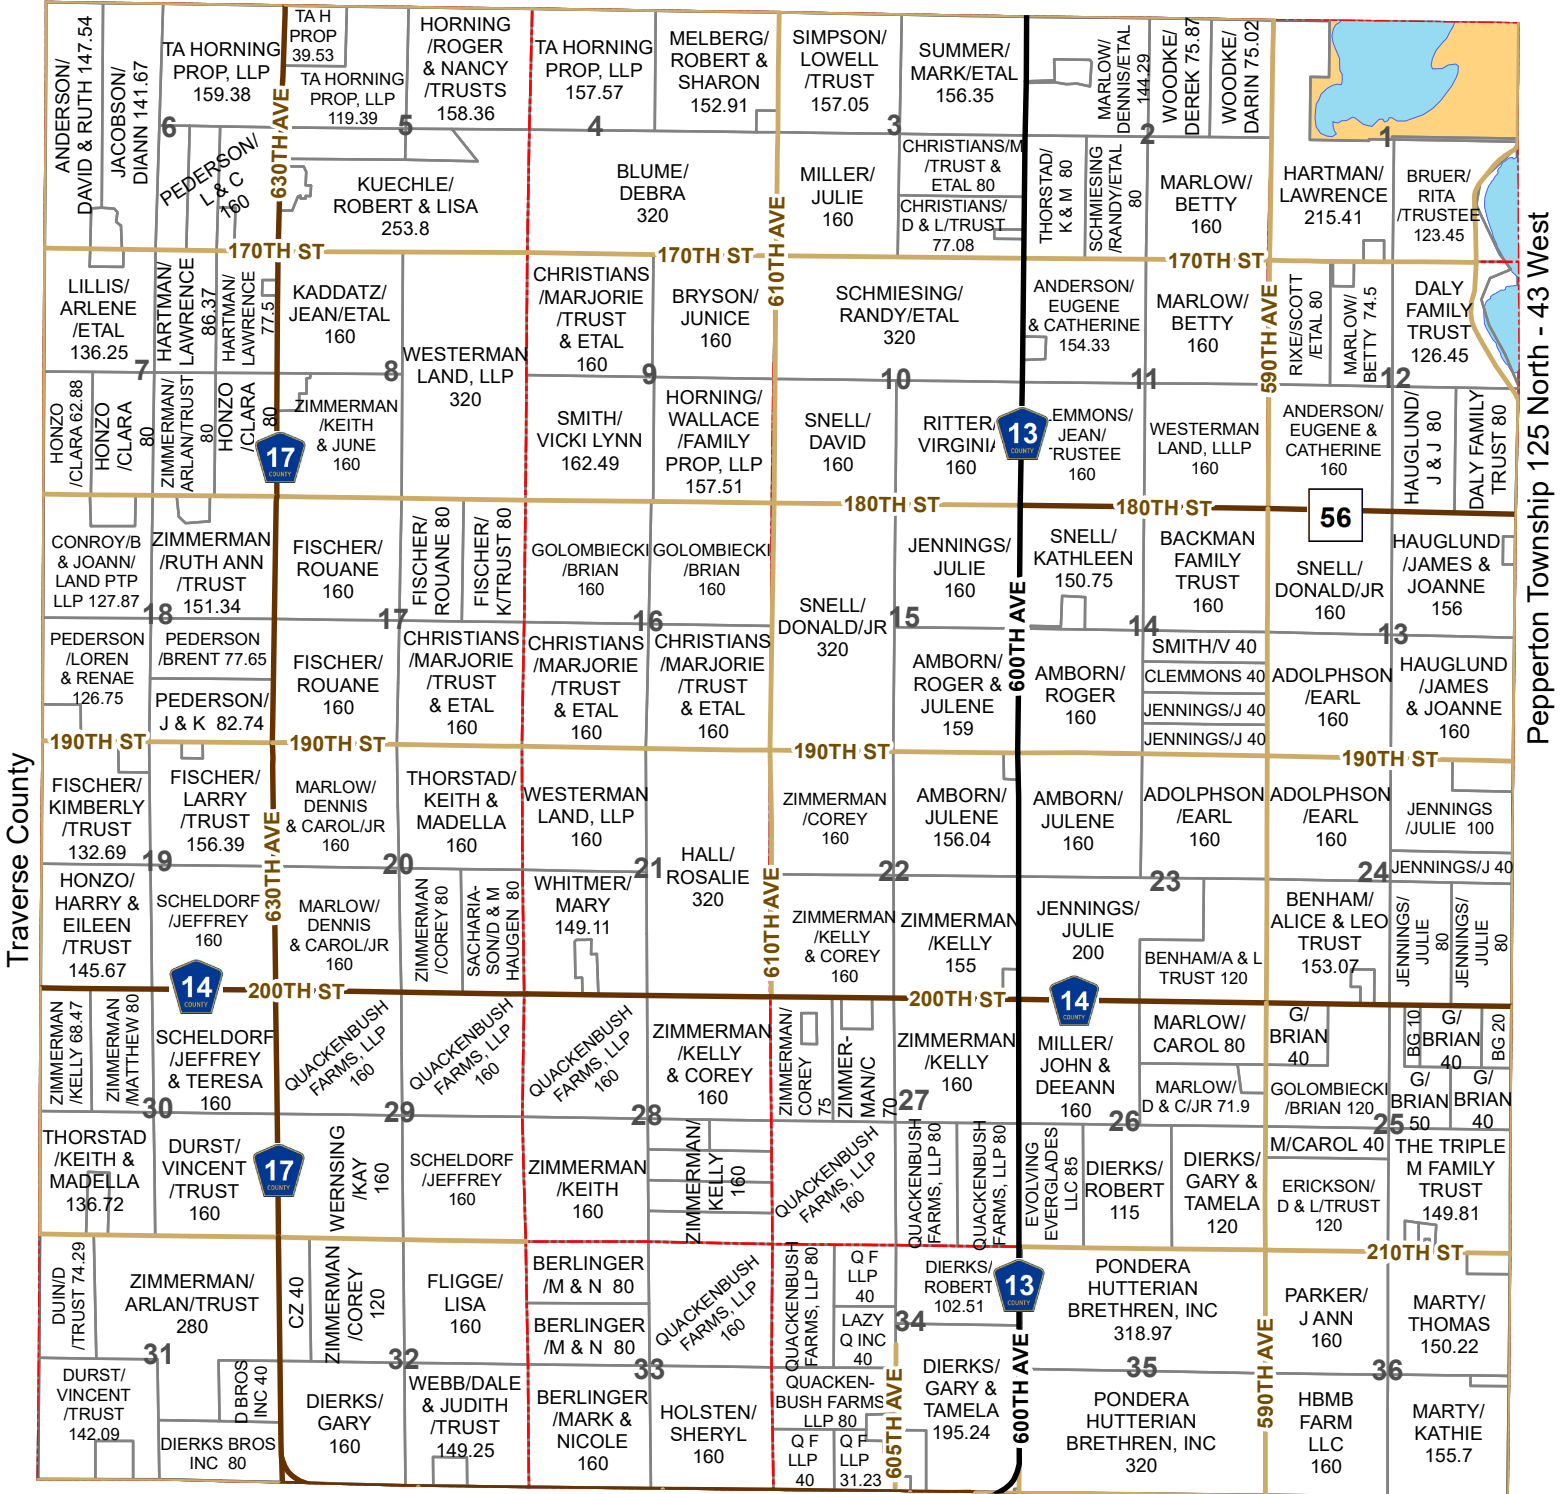 ANDERSON/
DAVID & RUTH 147.54
JACOBSON/
DIANN 141.67
TA HORNING
PROP, LLP
159.38
TA H
PROP
39.53
TA HORNING
PROP, LLP
119.39
HORNING
/ROGER
& NANCY
/TRUSTS
158.36
TA HORNING
PROP, LLP
157.57
MELBERG/
ROBERT &
SHARON
152.91
SIMPSON/
LOWELL
/TRUST
157.05
SUMMER/
MARK/ETAL
156.35
MARLOW/
DENNIS/ETAL
144.29
WOODKE/
DEREK 75.87
WOODKE/
DARIN 75.02
630TH AVE
6
5
4
3
2
1
PEDERSON/
L & C
160
KUECHLE/
ROBERT & LISA
253.8
BLUME/
DEBRA
320
MILLER/
JULIE
160
CHRISTIANS/M
/TRUST &
ETAL 80
CHRISTIANS/
D & L/TRUST
77.08
THORSTAD/
K & M 80
SCHMIESING
/RANDY/ETAL
80
MARLOW/
BETTY
160
HARTMAN/
LAWRENCE
215.41
BRUER/
RITA
/TRUSTEE
123.45
610TH AVE
170TH ST
170TH ST
170TH ST
LILLIS/
ARLENE
/ETAL
136.25
HARTMAN/
LAWRENCE
86.37
HARTMAN/
LAWRENCE
77.5
KADDATZ/
JEAN/ETAL
160
WESTERMAN
LAND, LLP
320
CHRISTIANS
/MARJORIE
/TRUST
& ETAL
160
BRYSON/
JUNICE
160
SCHMIESING/
RANDY/ETAL
320
ANDERSON/
EUGENE
& CATHERINE
154.33
MARLOW/
BETTY
160
590TH AVE
RIXE/SCOTT
/ETAL 80
MARLOW/
BETTY 74.5
DALY
FAMILY
TRUST
126.45
7
8
9
10
11
12
HONZO
/CLARA 62.88
HONZO
/CLARA
80
ZIMMERMAN/
ARLAN/TRUST
80
HONZO
/CLARA
80
ZIMMERMAN
/KEITH
& JUNE
160
SMITH/
VICKI LYNN
162.49
HORNING/
WALLACE
/FAMILY
PROP, LLP
157.51
SNELL/
DAVID
160
RITTER/
VIRGINIA
160
13
COUNTY
LEMMONS/
JEAN/
TRUSTEE
160
WESTERMAN
LAND, LLLP
160
ANDERSON/
EUGENE &
CATHERINE
160
HAUGLUND/
J & J 80
DALY FAMILY
TRUST 80
17
COUNTY
180TH ST
180TH ST
56
CONROY/B
& JOANN/
LAND PTP
LLP 127.87
ZIMMERMAN
/RUTH ANN
/TRUST
151.34
FISCHER/
ROUANE
160
FISCHER/
ROUANE 80
FISCHER/
K/TRUST 80
GOLOMBIECKI
/BRIAN
160
GOLOMBIECKI
/BRIAN
160
SNELL/
DONALD/JR
320
JENNINGS/
JULIE
160
600TH AVE
SNELL/
KATHLEEN
150.75
BACKMAN
FAMILY
TRUST
160
SNELL/
DONALD/JR
160
HAUGLUND
/JAMES &
JOANNE
156
18
17
16
15
14
13
PEDERSON
/LOREN
& RENAE
126.75
PEDERSON
/BRENT 77.65
PEDERSON/
J & K 82.74
FISCHER/
ROUANE
160
CHRISTIANS
/MARJORIE
/TRUST
& ETAL
160
CHRISTIANS
/MARJORIE
/TRUST
& ETAL
160
CHRISTIANS
/MARJORIE
/TRUST
& ETAL
160
AMBORN/
ROGER &
JULENE
159
AMBORN/
ROGER
160
SMITH/V 40
CLEMMONS 40
JENNINGS/J 40
JENNINGS/J 40
ADOLPHSON
/EARL
160
HAUGLUND
/JAMES
& JOANNE
160
190TH ST
190TH ST
190TH ST
190TH ST
Traverse County
Pepperton Township 125 North - 43 West
FISCHER/
KIMBERLY
/TRUST
132.69
FISCHER/
LARRY
/TRUST
156.39
630TH AVE
MARLOW/
DENNIS
& CAROL/JR
160
THORSTAD/
KEITH &
MADELLA
160
WESTERMAN
LAND, LLP
160
HALL/
ROSALIE
320
ZIMMERMAN
/COREY
160
AMBORN/
JULENE
156.04
AMBORN/
JULENE
160
ADOLPHSON
/EARL
160
ADOLPHSON
/EARL
160
JENNINGS
/JULIE 100
JENNINGS/J 40
19
20
21
22
23
24
HONZO/
HARRY &
EILEEN
/TRUST
145.67
SCHELDORF
/JEFFREY
160
MARLOW/
DENNIS
& CAROL/JR
160
ZIMMERMAN
/COREY 80
SACHARIA-
SON/D & M
HAUGEN 80
WHITMER/
MARY
149.11
610TH AVE
ZIMMERMAN
/KELLY
& COREY
160
ZIMMERMAN
/KELLY
155
JENNINGS/
JULIE
200
BENHAM/A & L
TRUST 120
BENHAM/
ALICE & LEO
TRUST
153.07
JENNINGS/
JULIE
80
JENNINGS/
JULIE
80
14
COUNTY
200TH ST
200TH ST
14
COUNTY
ZIMMERMAN
/KELLY 68.47
ZIMMERMAN
/MATTHEW 80
SCHELDORF
/JEFFREY
& TERESA
160
QUACKENBUSH
FARMS, LLP
160
QUACKENBUSH
FARMS, LLP
160
QUACKENBUSH
FARMS, LLP
160
ZIMMERMAN
/KELLY
& COREY
160
ZIMMERMAN/
COREY
75
ZIMMER-
MAN/C
70
ZIMMERMAN
/KELLY
160
MILLER/
JOHN &
DEEANN
160
MARLOW/
CAROL 80
MARLOW/
D & C/JR 71.9
G/
BRIAN
40
GOLOMBIECKI
/BRIAN 120
BG 10
G/
BRIAN
40
BG 20
G/
BRIAN
50
G/
BRIAN
40
30
29
28
27
26
25
THORSTAD
/KEITH &
MADELLA
136.72
DURST/
VINCENT
/TRUST
160
17
COUNTY
WERNSING
/KAY
160
SCHELDORF
/JEFFREY
160
ZIMMERMAN
/KEITH
160
ZIMMERMAN/
KELLY
160
QUACKENBUSH
FARMS, LLP
160
QUACKENBUSH
FARMS, LLP 80
QUACKENBUSH
FARMS, LLP 80
EVOLVING
EVERGLADES
LLC 85
DIERKS/
ROBERT
115
DIERKS/
GARY &
TAMELA
120
M/CAROL 40
ERICKSON/
D & L/TRUST
120
THE TRIPLE
M FAMILY
TRUST
149.81
210TH ST
DUIN/D
/TRUST 74.29
ZIMMERMAN/
ARLAN/TRUST
280
CZ 40
ZIMMERMAN
/COREY
120
FLIGGE/
LISA
160
BERLINGER
/M & N 80
BERLINGER
/M & N 80
QUACKENBUSH
FARMS, LLP
160
QUACKENBUSH
FARMS, LLP 80
Q F
LLP
40
LAZY
Q INC
40
DIERKS/
ROBERT
102.51
13
COUNTY
PONDERA
HUTTERIAN
BRETHREN, INC
318.97
PARKER/
J ANN
160
MARTY/
THOMAS
150.22
31
32
33
34
35
36
DURST/
VINCENT
/TRUST
142.09
D BROS
INC 40
DIERKS BROS
INC 80
DIERKS/
GARY
160
WEBB/DALE
& JUDITH
/TRUST
149.25
BERLINGER
/MARK &
NICOLE
160
HOLSTEN/
SHERYL
160
QUACKEN-
BUSH FARMS
LLP 80
Q F
LLP
40
Q F
LLP
31.23
605TH AVE
DIERKS/
GARY &
TAMELA
195.24
600TH AVE
PONDERA
HUTTERIAN
BRETHREN, INC
320
590TH AVE
HBMB
FARM
LLC
160
MARTY/
KATHIE
155.7